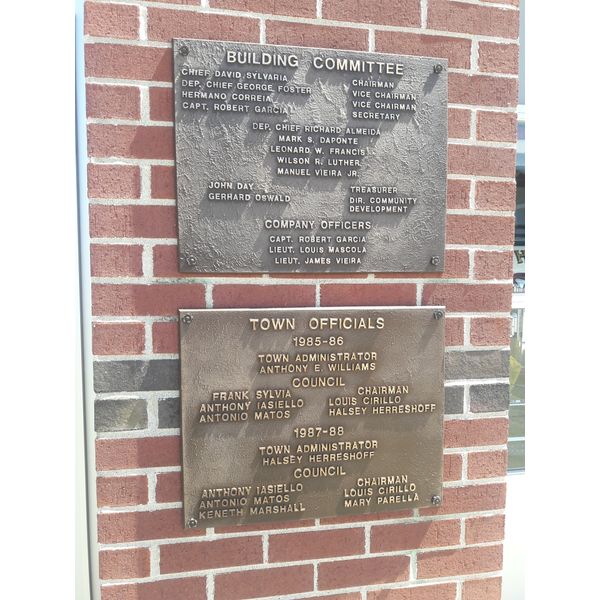 BUILDING COMMITTEE
CHIEF DAVID SYLVARIA CHAIRMAN
DEP. CHIEF GEORGE FOSTER VICE CHAIRMAN
HERMANO CORREIA VICE CHAIRMAN
CAPT. ROBERT GARCIA SECRETARY
DEP. CHIEF RICHARD ALMEIDA
MARK S. DAPONTE
LEONARD W. FRANCIS
WILSON R. LUTHER
MANUEL VIEIRA JR.
JOHN DAY TREASURER
GERHARD OSWALD DIR. COMMUNITY
DEVELOPMENT
COMPANY OFFICERS
CAPT. ROBERT GARCIA
LIEUT. LOUIS MASCOLA
LIEUT. JAMES VIEIRA
TOWN OFFICIALS
1985-86
TOWN ADMINISTRATOR
ANTHONY E. WILLIAMS
COUNCIL
FRANK SYLVIA CHAIRMAN
ANTHONY IASIELLO LOUIS CIRILLO
ANTONIO MATOS HALSEY HERRESHOFF
1987-88
TOWN ADMINISTRATOR
HALSEY HERRESHOFF
COUNCIL
ANTHONY IASIELLO CHAIRMAN
ANTONIO MATOS LOUIS CIRILLO
KENETH MARSHALL MARY PARELLA